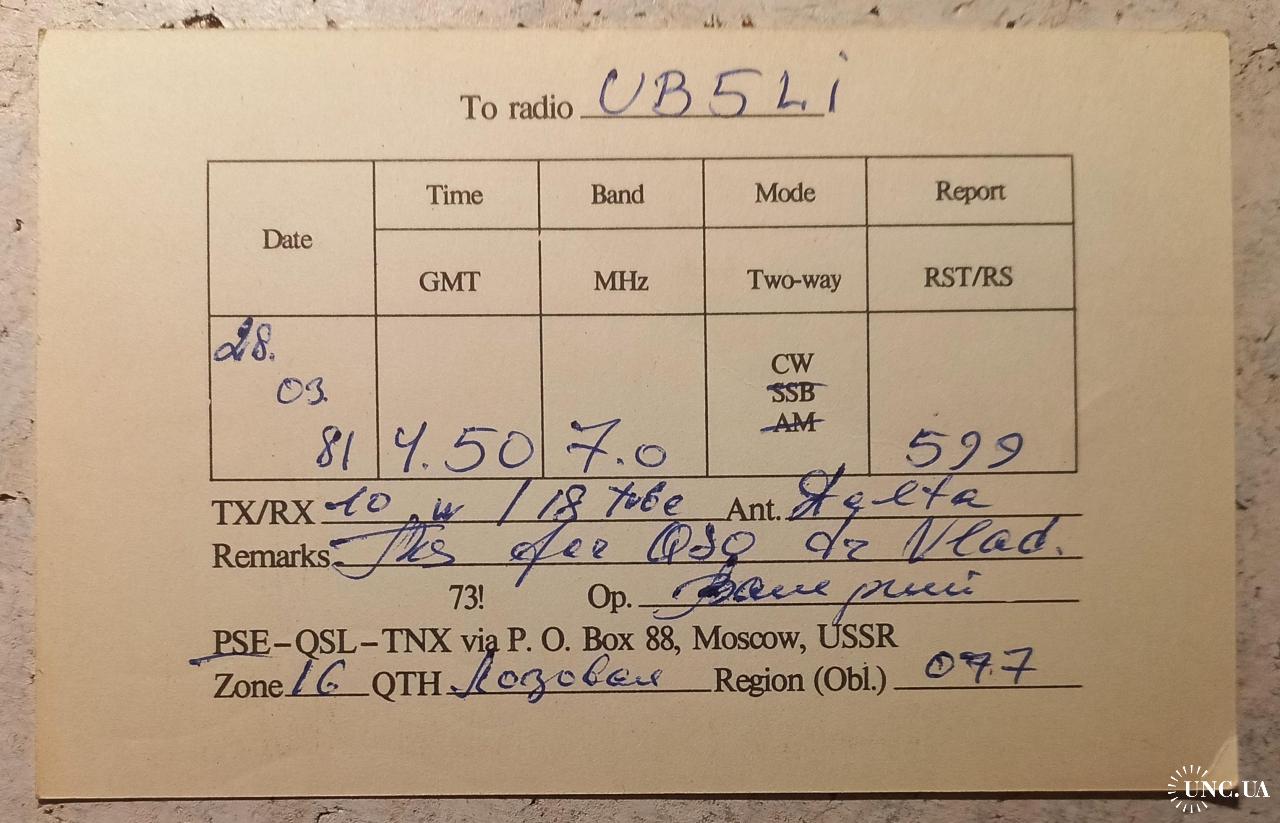 To radio UB5Li
Date Time Band Mode Report
GMT MHz Two-way RST/RS
28.
03.
81 4.50 7.0 CW SSB AM 599
TX/RX 10 w / 18 tube Ant. Delta
Remarks Tks fer QSO dr Vlad.
73! Op. Валерий
PSE–QSL–TNX via P. O. Box 88, Moscow, USSR
Zone 16 QTH Лозовая Region (Obl.) 077
UNC.UA